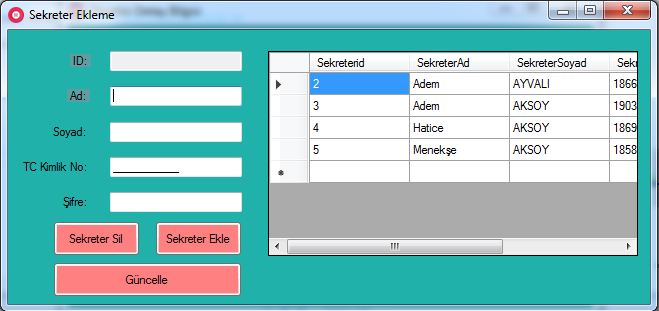 Sekreter Ekleme
ID:
Ad:
Soyad:
TC Kimlik No:
Şifre:
Sekreter Sil Sekreter Ekle
Güncelle
Sekreterid SekreterAd SekreterSoyad Sekr
2 Adem AYVALI 1866
3 Adem AKSOY 1903
4 Hatice AKSOY 1869
5 Menekşe AKSOY 1858